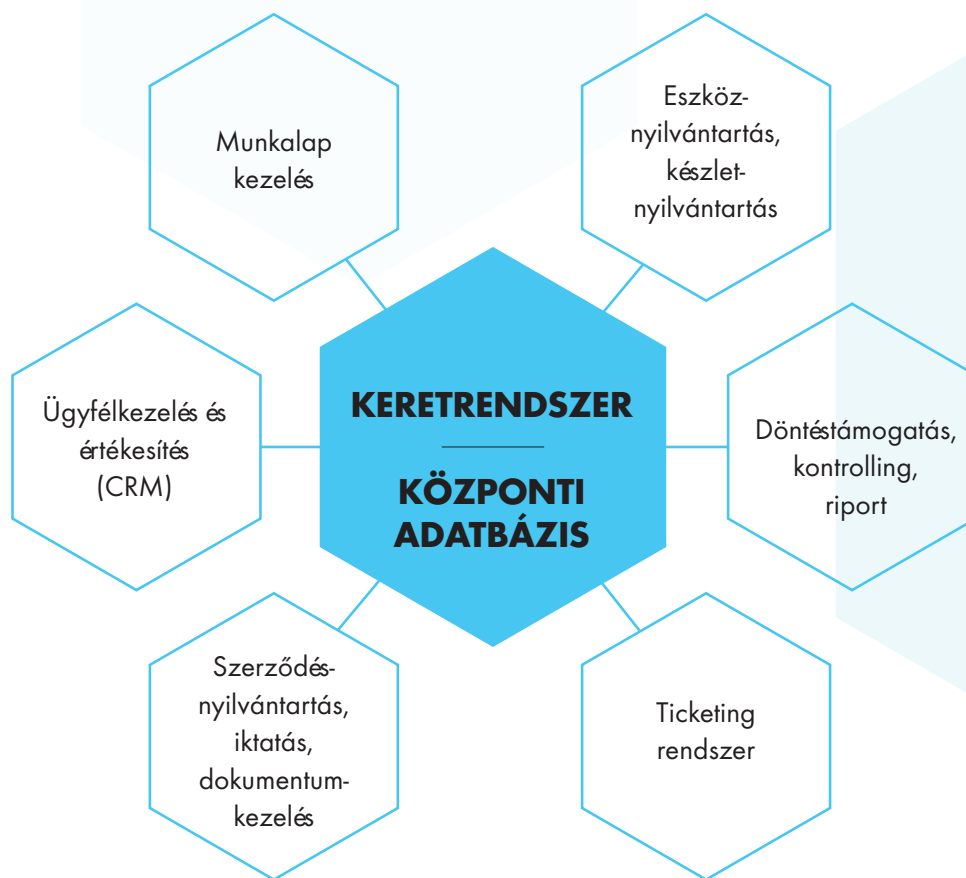 Munkalap
kezelés
Eszköz-
nyilvántartás,
készlet-
nyilvántartás
Ügyfélkezelés és
értékesítés
(CRM)
KERETRENDSZER
KÖZPONTI
ADATBÁZIS
Döntéstámogatás,
kontrolling,
riport
Szerződés-
nyilvántartás,
iktatás,
dokumentum-
kezelés
Ticketing
rendszer